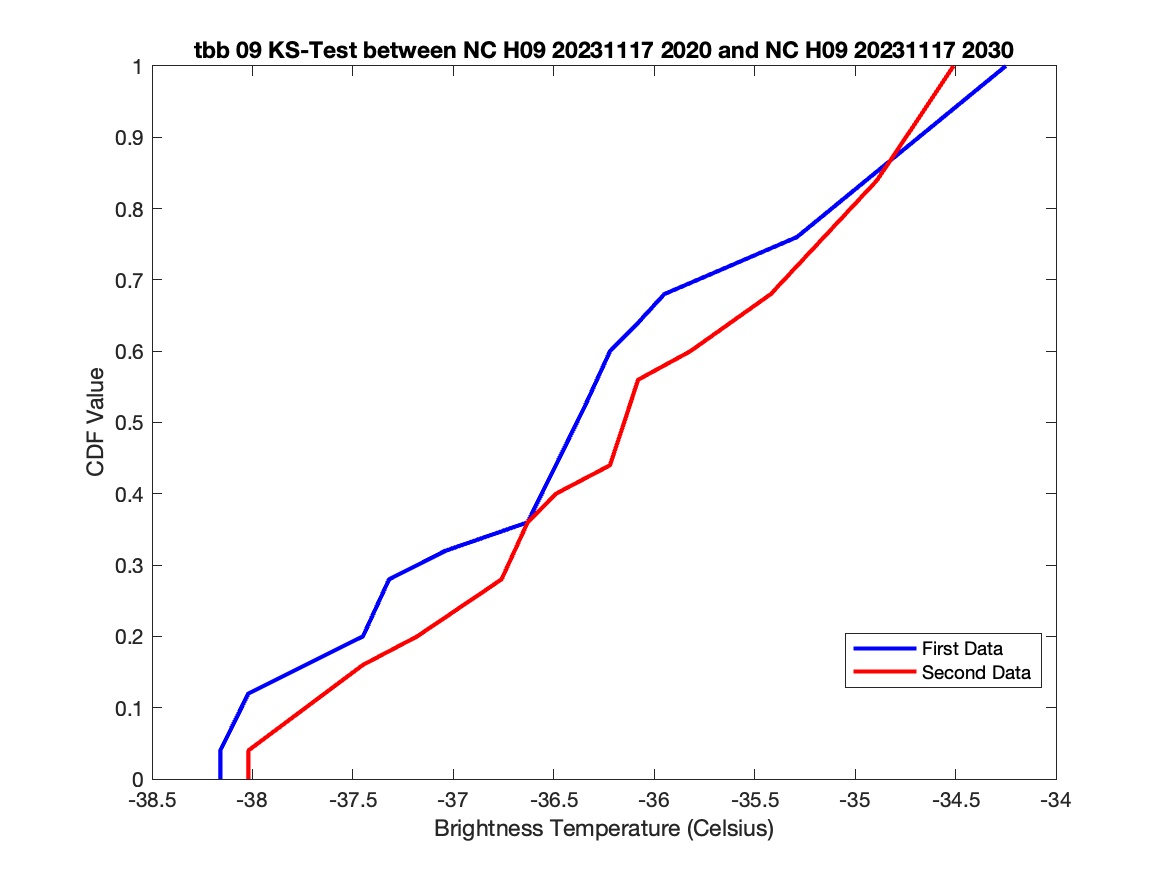 tbb 09 KS-Test between NC H09 20231117 2020 and NC H09 20231117 2030
1
0.9
0.8
0.7
0.6
0.5
0.4
0.3
0.2
0.1
0
CDF Value
First Data
Second Data
-38.5 -38 -37.5 -37 -36.5 -36 -35.5 -35 -34.5 -34
Brightness Temperature (Celsius)